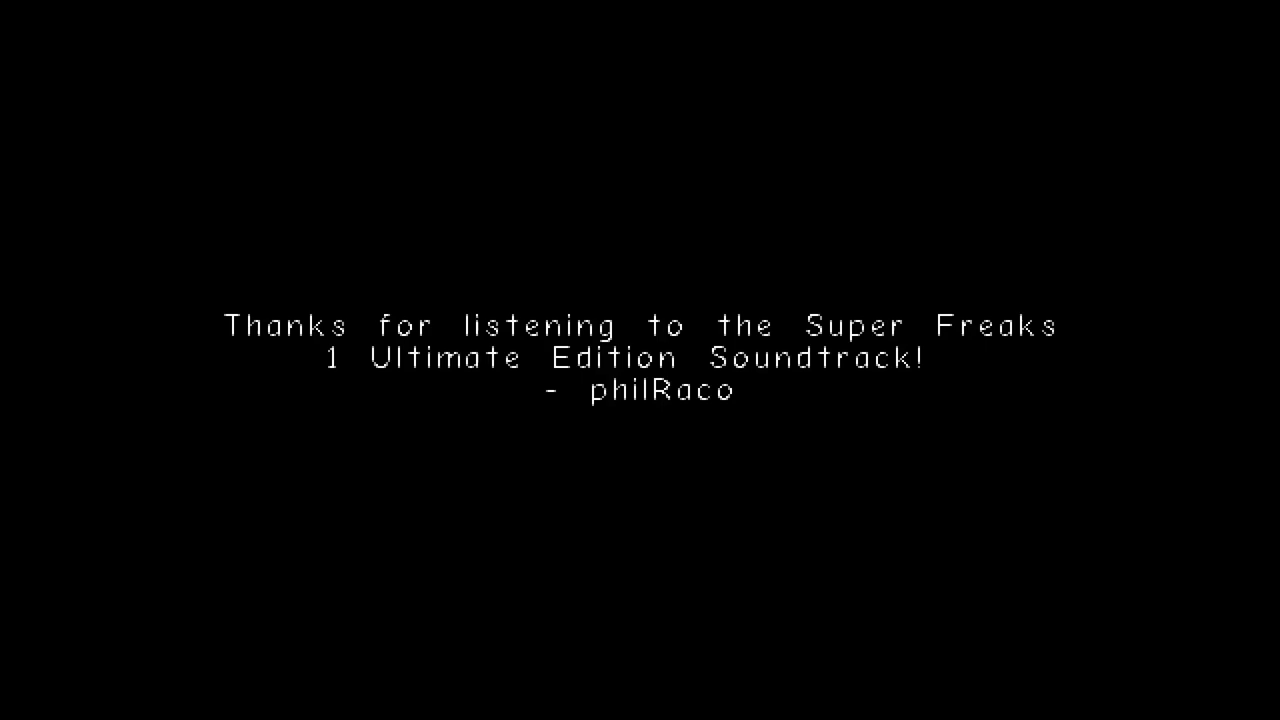 Thanks for listening to the Super Freaks
1 Ultimate Edition Soundtrack!
- philRaco